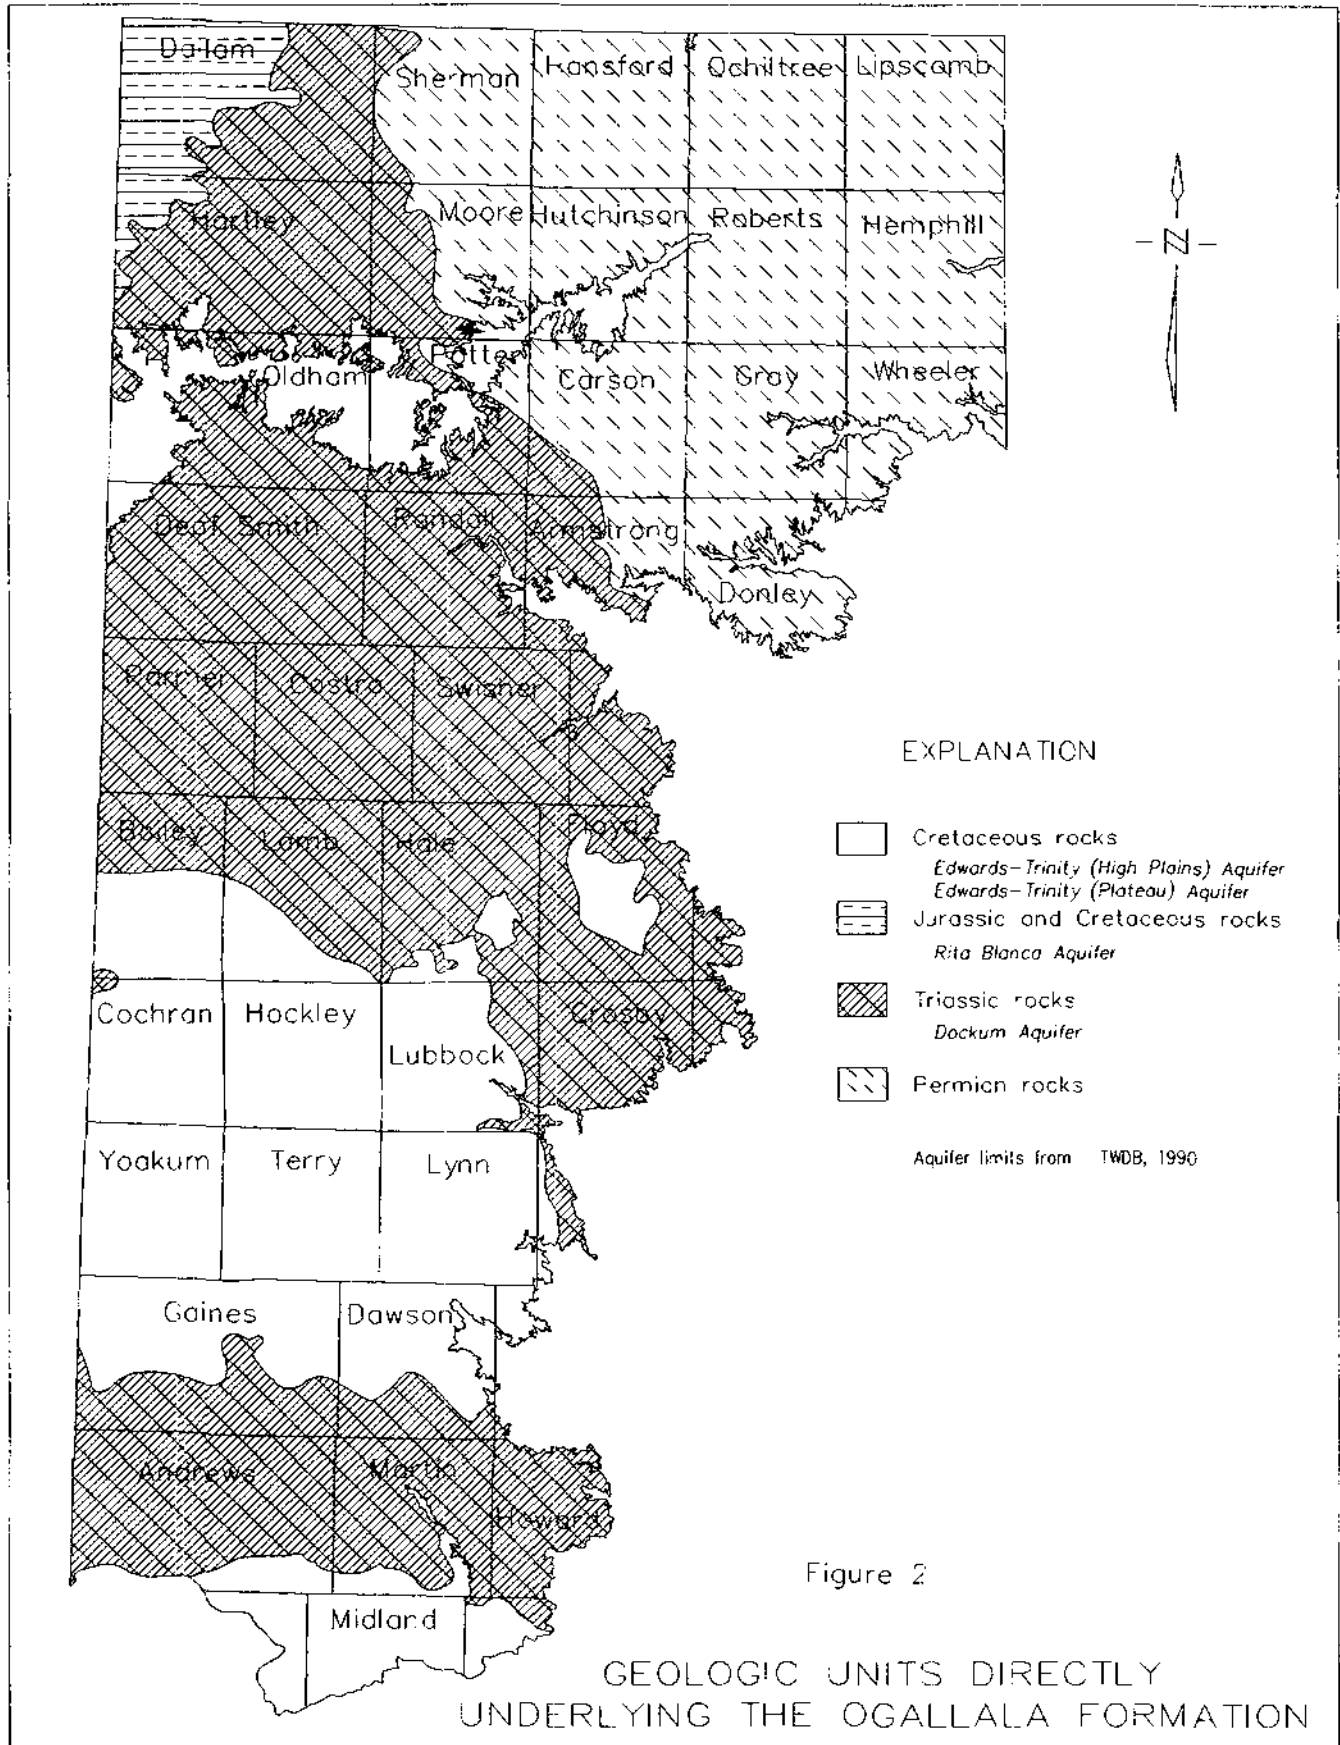 Dallam
Sherman
Hansford
Ochiltree
Lipscomb
Hartley
Moore
Hutchinson
Roberts
Hemphill
Oldham
Potter
Carson
Gray
Wheeler
Deaf Smith
Randall
Armstrong
Donley
Parmer
Castro
Swisher
Bailey
Lamb
Hale
Floyd
Cochran
Hockley
Lubbock
Crosby
Yoakum
Terry
Lynn
Gaines
Dawson
Andrews
Martin
Howard
Midland
N
EXPLANATION
Cretaceous rocks
Edwards-Trinity (High Plains) Aquifer
Edwards-Trinity (Plateau) Aquifer
Jurassic and Cretaceous rocks
Rita Blanca Aquifer
Triassic rocks
Dockum Aquifer
Permian rocks
Aquifer limits from TWDB, 1990
Figure 2
GEOLOGIC UNITS DIRECTLY
UNDERLYING THE OGALLALA FORMATION